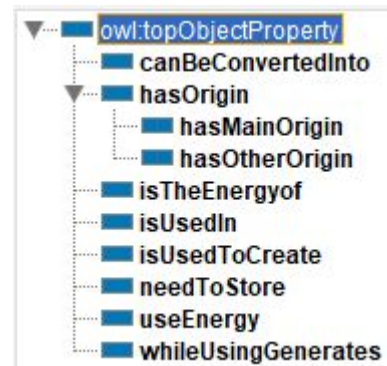 owl:topObjectProperty
canBeConvertedInto
hasOrigin
hasMainOrigin
hasOtherOrigin
isTheEnergyof
isUsedIn
isUsedToCreate
needToStore
useEnergy
whileUsingGenerates